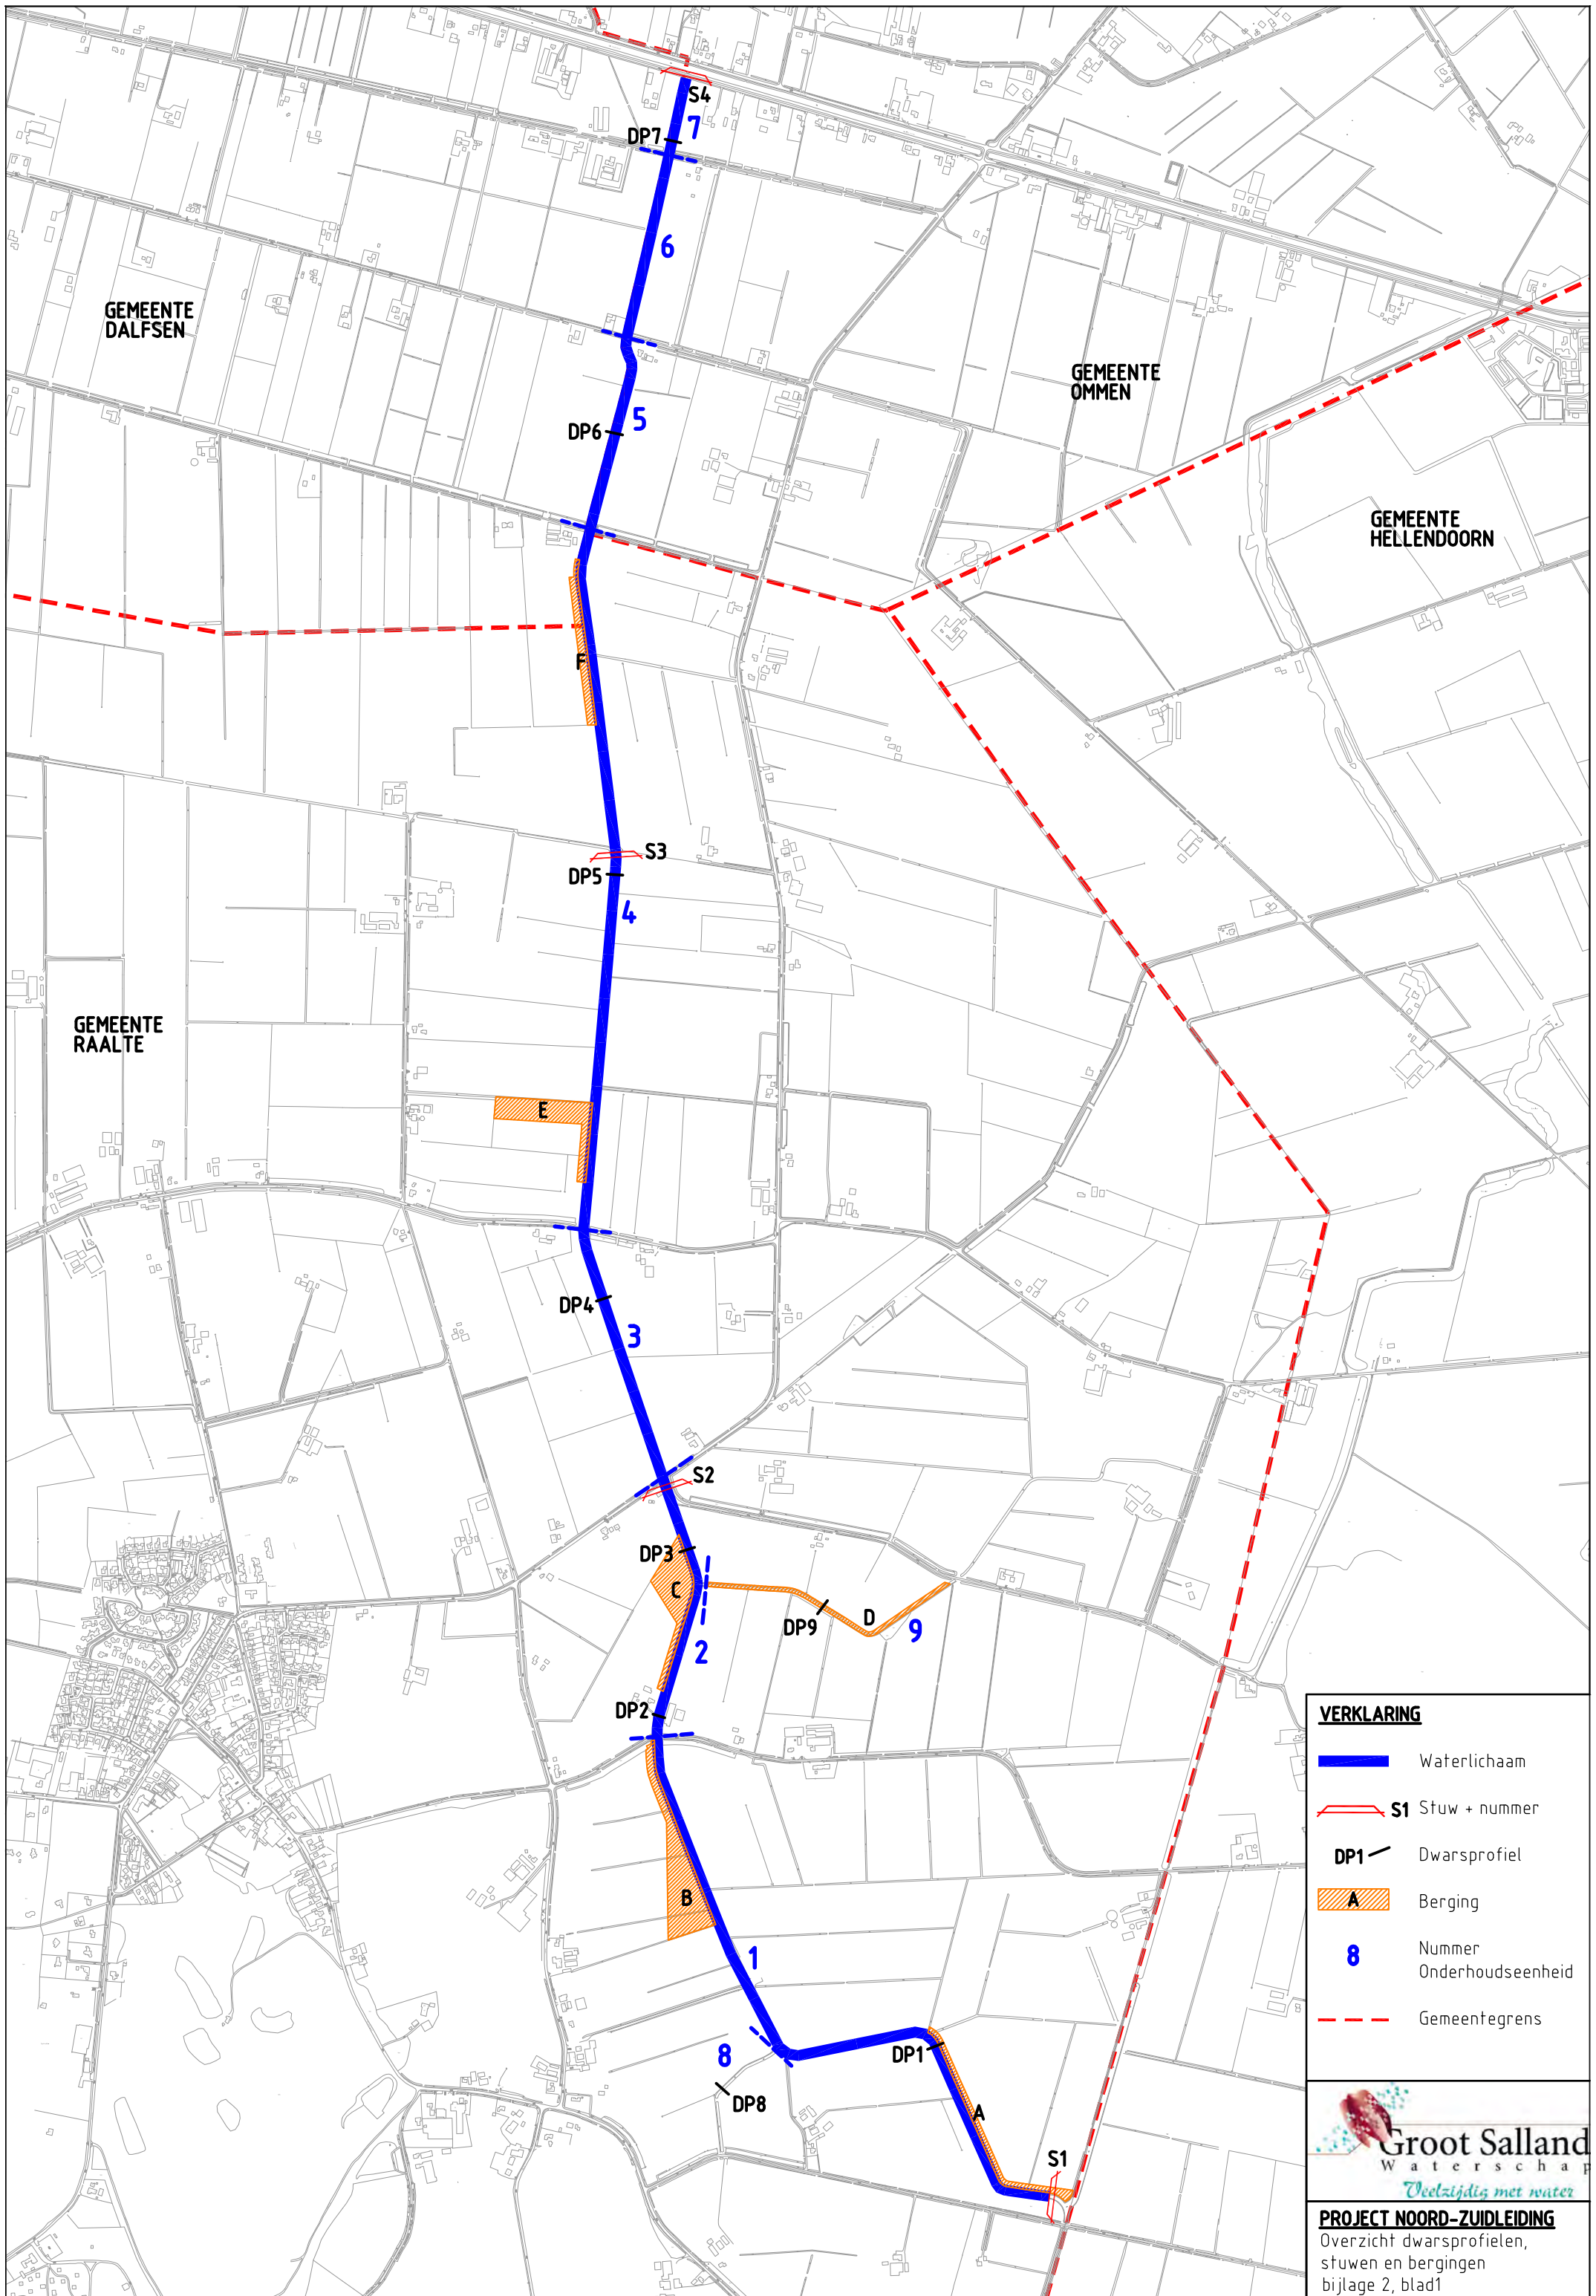 S4
7
DP7
6
GEMEENTE
DALFSEN
GEMEENTE
OMMEN
5
DP6
GEMEENTE
HELLENDOORN
F
S3
DP5
4
GEMEENTE
RAALTE
E
DP4
3
S2
DP3
C
D
DP9
9
2
DP2
B
1
8
DP1
DP8
A
S1
VERKLARING
Waterlichaam
S1 Stuw + nummer
DP1 Dwarsprofiel
A Berging
8 Nummer
Onderhoudseenheid
Gemeentegrens
Groot Salland
Waterschap
Veelzijdig met water
PROJECT NOORD-ZUIDLEIDING
Overzicht dwarsprofielen,
stuwen en bergingen
bijlage 2, blad1